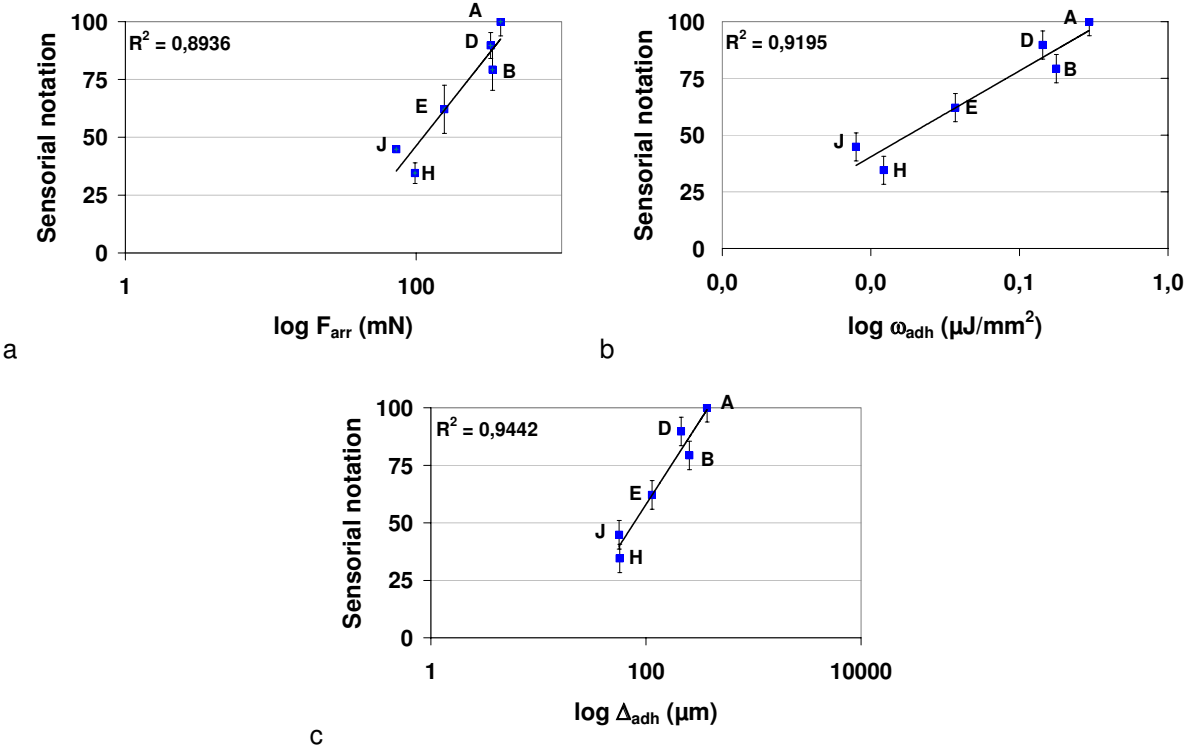 Sensorial notation
100
75
50
25
0
R² = 0,8936
A
D
B
E
J
H
1
100
log F_arr (mN)
a
Sensorial notation
100
75
50
25
0
R² = 0,9195
A
D
B
E
J
H
0,0
0,0
0,1
1,0
log ω_adh (µJ/mm²)
b
Sensorial notation
100
75
50
25
0
R² = 0,9442
A
D
B
E
J
H
1
100
10000
log Δ_adh (µm)
c